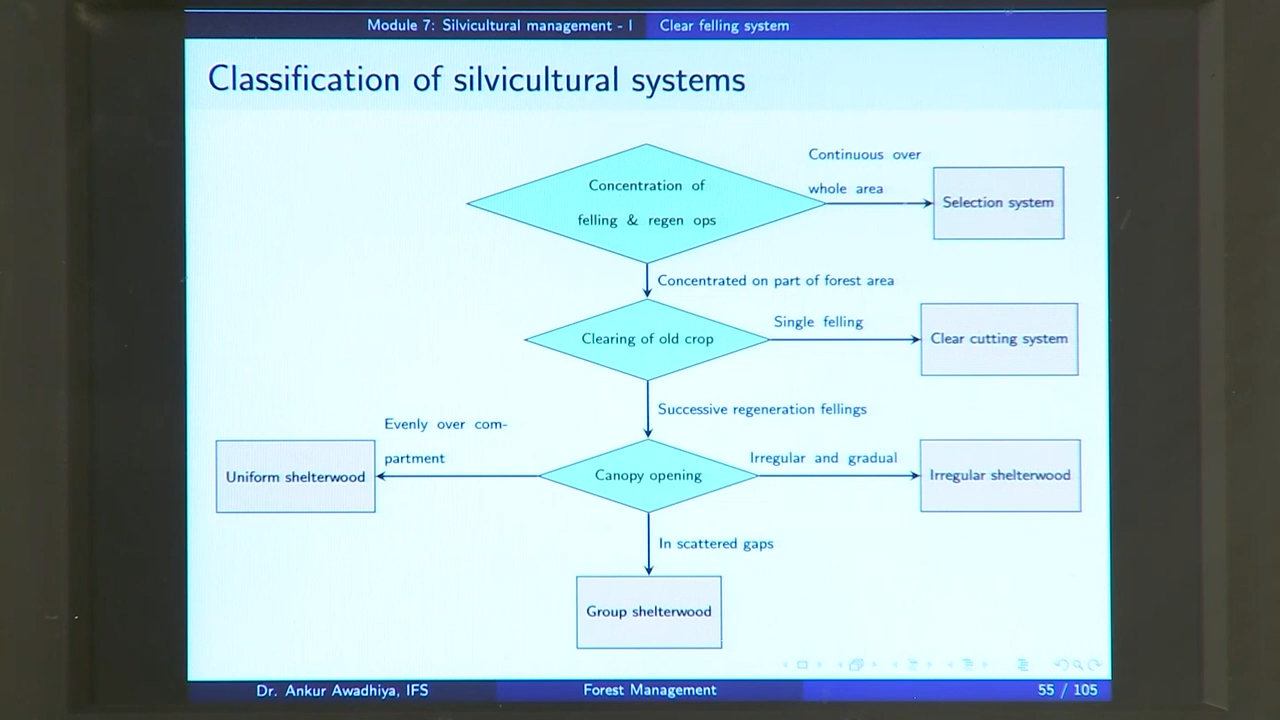 Module 7: Silvicultural management - I
Clear felling system
Classification of silvicultural systems
Concentration of
felling & regen ops
Continuous over
whole area
Selection system
Concentrated on part of forest area
Clearing of old crop
Single felling
Clear cutting system
Successive regeneration fellings
Evenly over com-
partment
Uniform shelterwood
Canopy opening
Irregular and gradual
Irregular shelterwood
In scattered gaps
Group shelterwood
Dr. Ankur Awadhiya, IFS
Forest Management
55 / 105